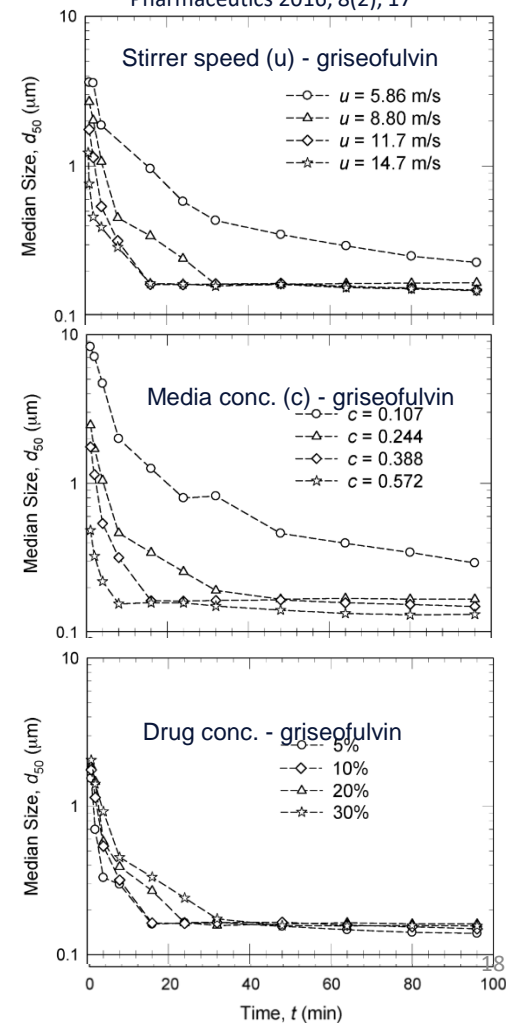 Pharmaceutics 2016, 8(2), 17
10
Stirrer speed (u) - griseofulvin
u = 5.86 m/s
u = 8.80 m/s
u = 11.7 m/s
u = 14.7 m/s
Median Size, d50 (μm)
1
0.1
10
Media conc. (c) - griseofulvin
c = 0.107
c = 0.244
c = 0.388
c = 0.572
Median Size, d50 (μm)
1
0.1
10
Drug conc. - griseofulvin
5%
10%
20%
30%
Median Size, d50 (μm)
1
0.1
18
0 20 40 60 80 100
Time, t (min)